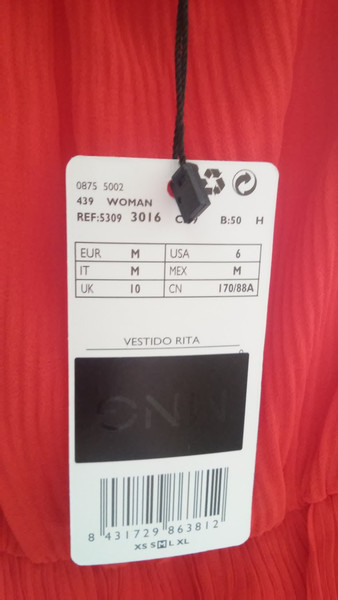 0875 5002
439 WOMAN
REF:5309 3016 B:50 H
EUR M USA 6
IT M MEX M
UK 10 CN 170/88A
VESTIDO RITA
8 431729 863812
XS S M L XL